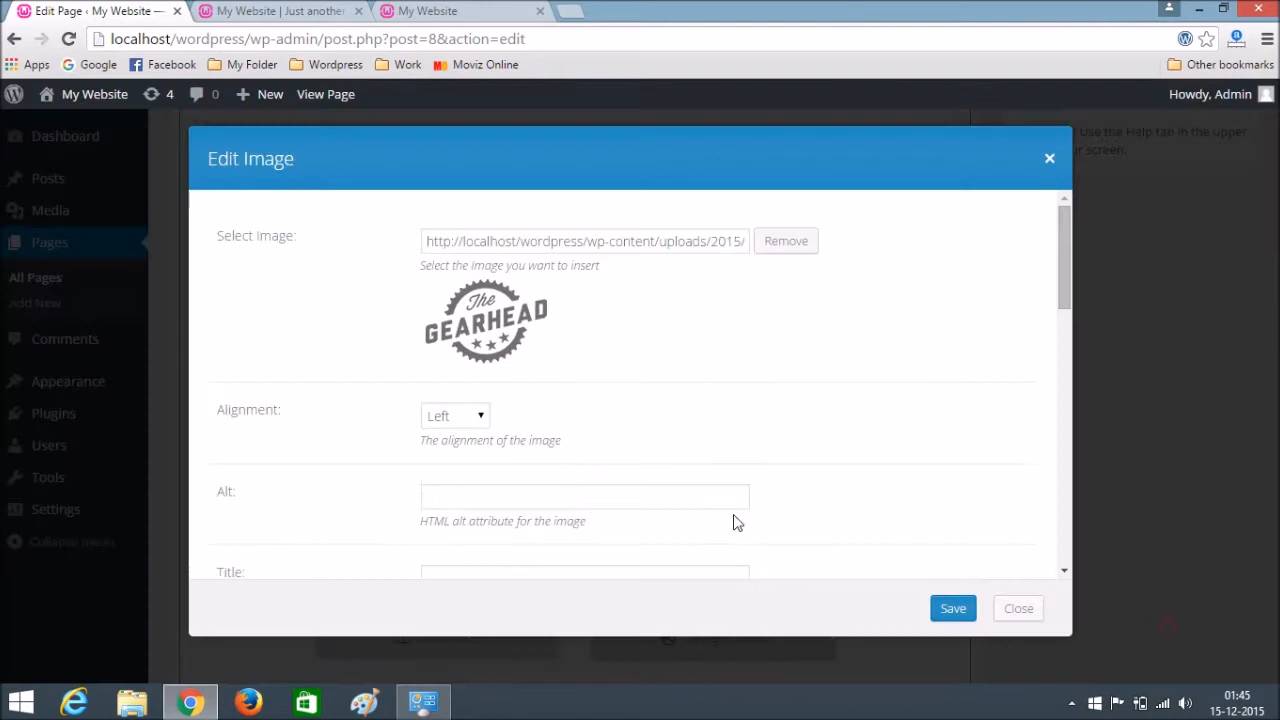 Edit Page ‹ My Website —
My Website | Just anothe
My Website
localhost/wordpress/wp-admin/post.php?post=8&action=edit
Apps Google Facebook My Folder Wordpress Work Moviz Online Other bookmarks
My Website 4 0 New View Page Howdy, Admin
Dashboard
Posts
Media
Pages
All Pages
Add New
Comments
Appearance
Plugins
Users
Tools
Settings
Collapse menu
Use the Help tab in the upper
ur screen.
Edit Image
Select Image:
http://localhost/wordpress/wp-content/uploads/2015/
Remove
Select the image you want to insert
The
GEARHEAD
Alignment:
Left
The alignment of the image
Alt:
HTML alt attribute for the image
Title:
Save Close
01:45
15-12-2015